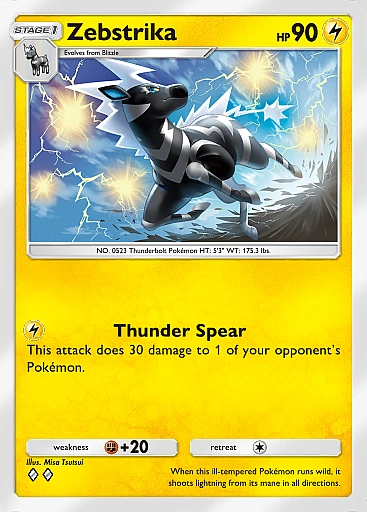 STAGE 1
Zebstrika
HP 90
Evolves from Blitzle
NO. 0523 Thunderbolt Pokémon HT: 5'3" WT: 175.3 lbs.
Thunder Spear
This attack does 30 damage to 1 of your opponent's
Pokémon.
weakness +20
retreat
Illus. Misa Tsutsui
When this ill-tempered Pokémon runs wild, it
shoots lightning from its mane in all directions.